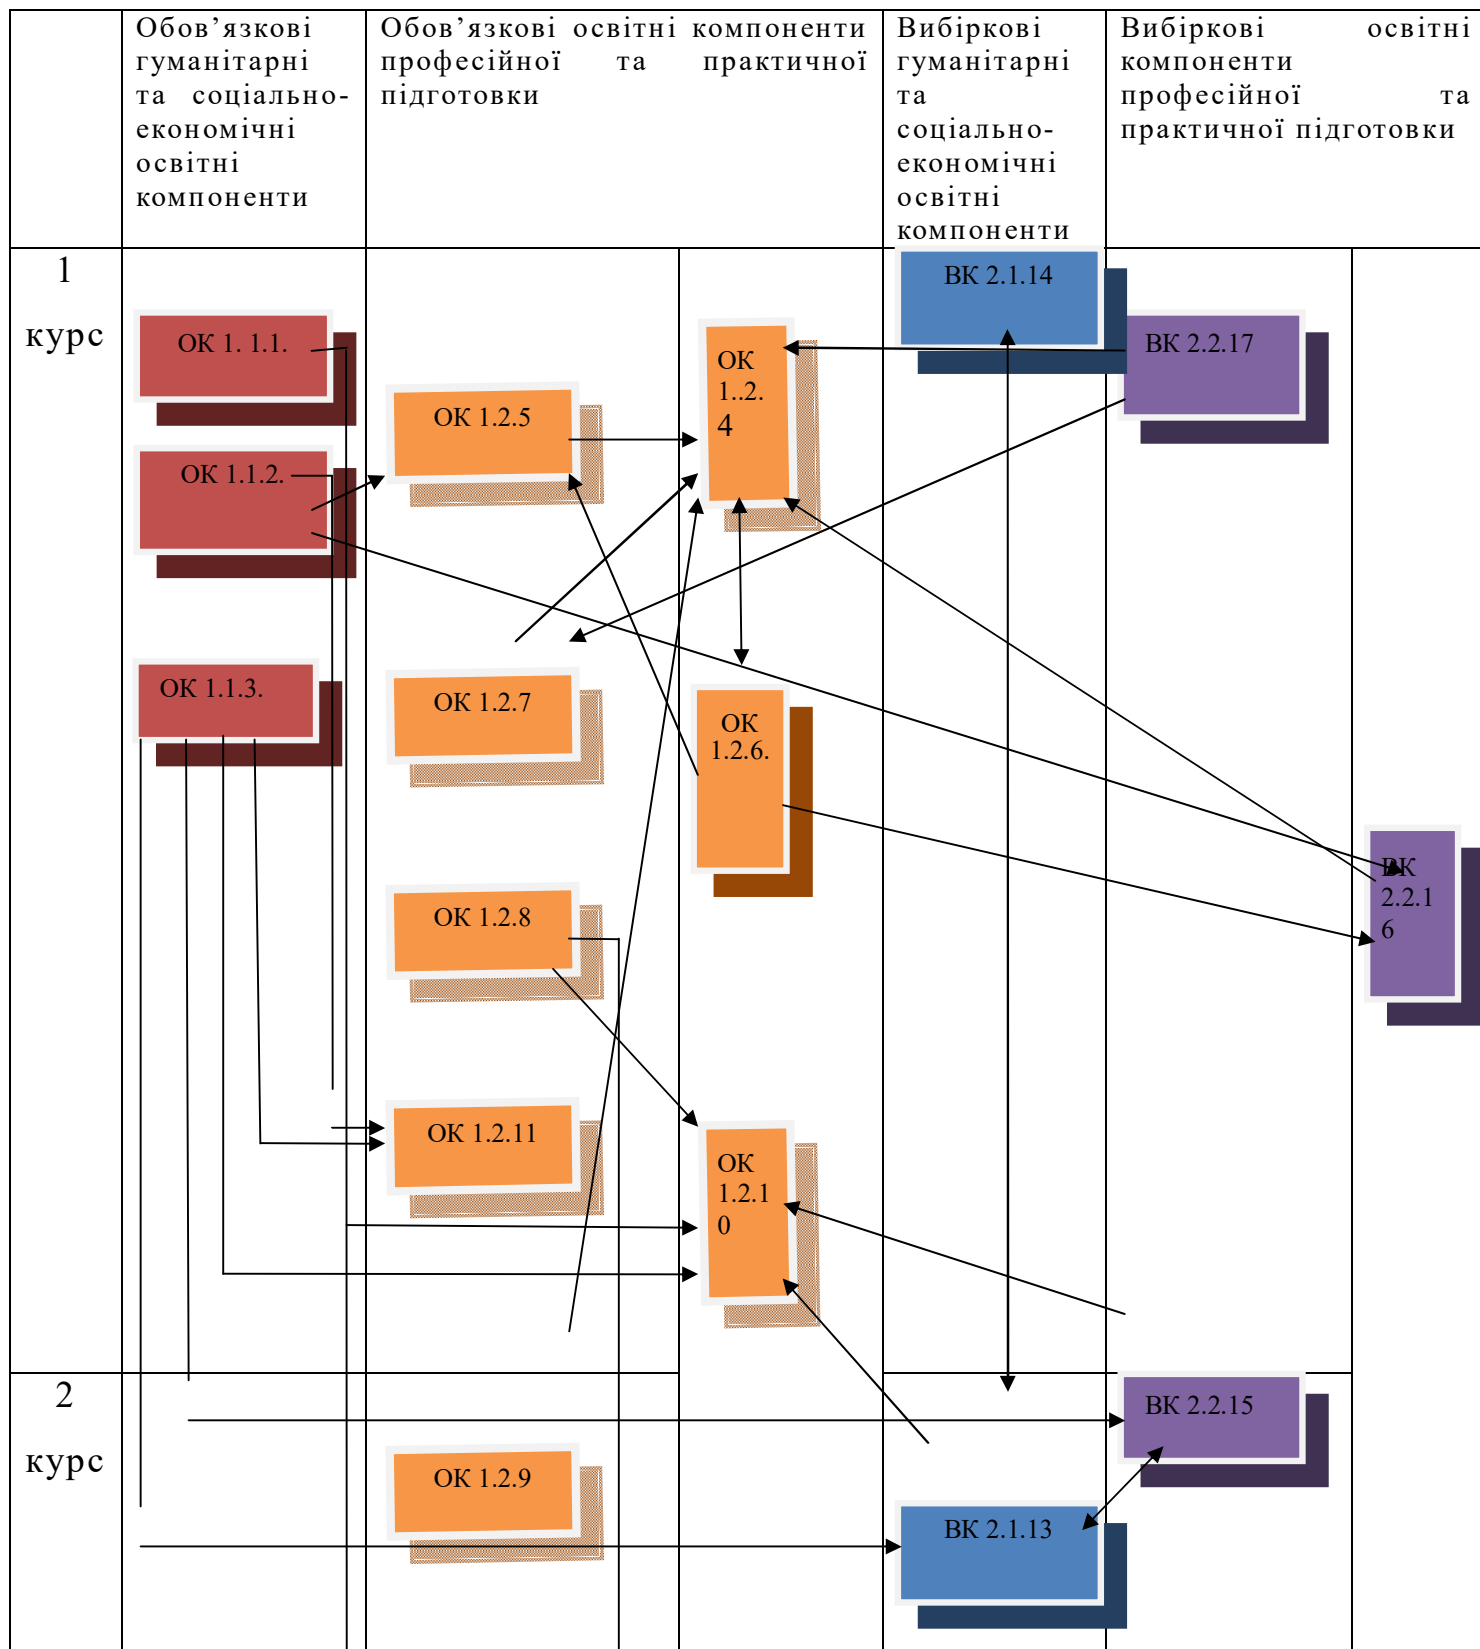 Обов’язкові
гуманітарні
та соціально-
економічні
освітні
компоненти
Обов’язкові освітні компоненти
професійної та практичної
підготовки
Вибіркові
гуманітарні
та
соціально-
економічні
освітні
компоненти
Вибіркові освітні
компоненти
професійної та
практичної підготовки
1
курс
ОК 1. 1.1.
ОК 1.1.2.
ОК 1.1.3.
ОК 1.2.5
ОК 1.2.7
ОК 1.2.8
ОК 1.2.11
ОК
1..2.
4
ОК
1.2.6.
ОК
1.2.1
0
ВК 2.1.14
ВК 2.2.17
ВК
2.2.1
6
2
курс
ОК 1.2.9
ВК 2.1.13
ВК 2.2.15